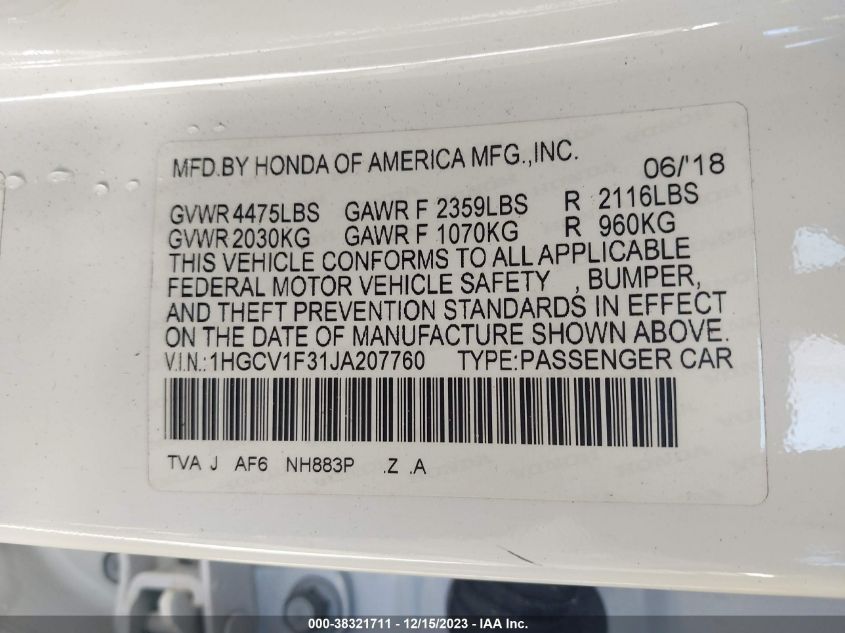 MFD.BY HONDA OF AMERICA MFG.,INC. 06/'18
GVWR 4475LBS GAWR F 2359LBS R 2116LBS
GVWR 2030KG GAWR F 1070KG R 960KG
THIS VEHICLE CONFORMS TO ALL APPLICABLE
FEDERAL MOTOR VEHICLE SAFETY , BUMPER,
AND THEFT PREVENTION STANDARDS IN EFFECT
ON THE DATE OF MANUFACTURE SHOWN ABOVE.
V.I.N.:1HGCV1F31JA207760 TYPE:PASSENGER CAR
TVA J AF6 NH883P .Z .A
000-38321711 - 12/15/2023 - IAA Inc.